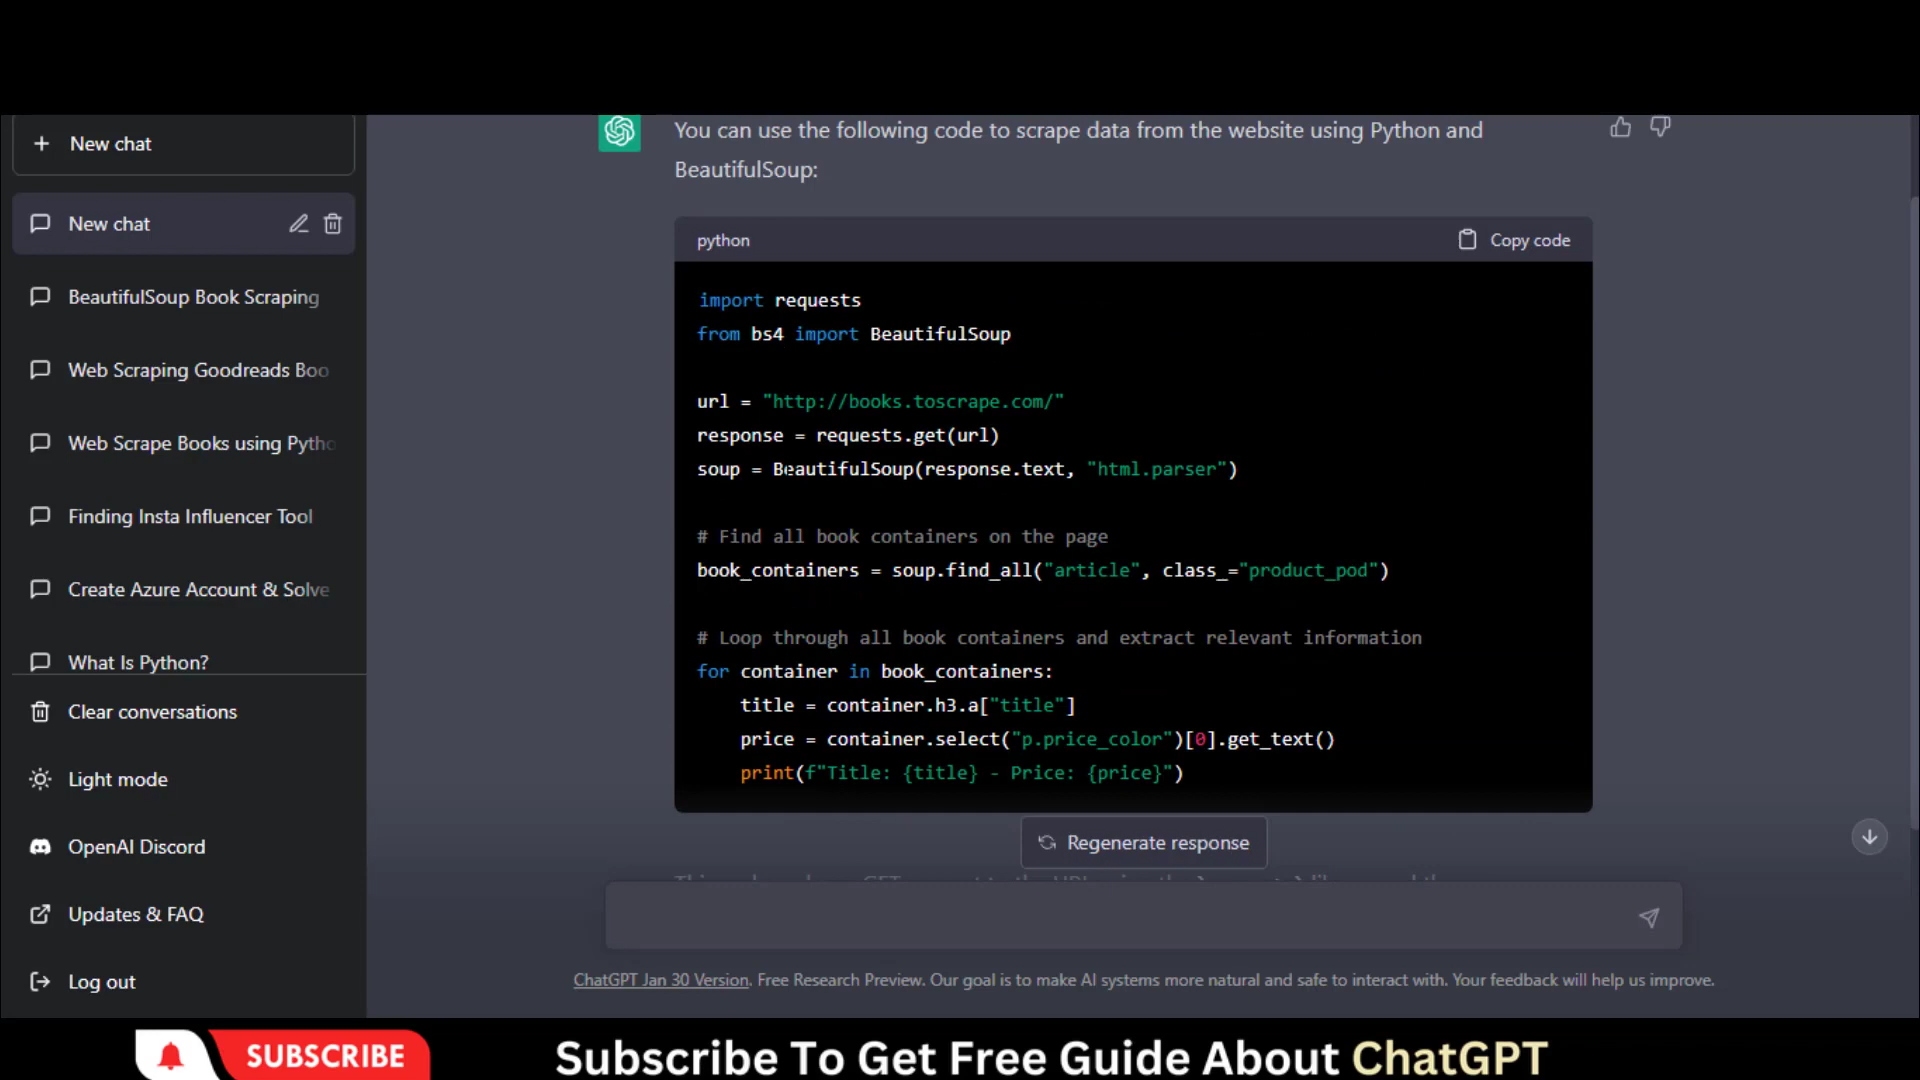 New chat
New chat
BeautifulSoup Book Scraping
Web Scraping Goodreads Boo
Web Scrape Books using Pytho
Finding Insta Influencer Tool
Create Azure Account & Solve
What Is Python?
Clear conversations
Light mode
OpenAI Discord
Updates & FAQ
Log out
You can use the following code to scrape data from the website using Python and
BeautifulSoup:
python
Copy code
import requests
from bs4 import BeautifulSoup
url = "http://books.toscrape.com/"
response = requests.get(url)
soup = BeautifulSoup(response.text, "html.parser")
# Find all book containers on the page
book_containers = soup.find_all("article", class_="product_pod")
# Loop through all book containers and extract relevant information
for container in book_containers:
    title = container.h3.a["title"]
    price = container.select("p.price_color")[0].get_text()
    print(f"Title: {title} - Price: {price}")
Regenerate response
ChatGPT Jan 30 Version. Free Research Preview. Our goal is to make AI systems more natural and safe to interact with. Your feedback will help us improve.
SUBSCRIBE
Subscribe To Get Free Guide About ChatGPT